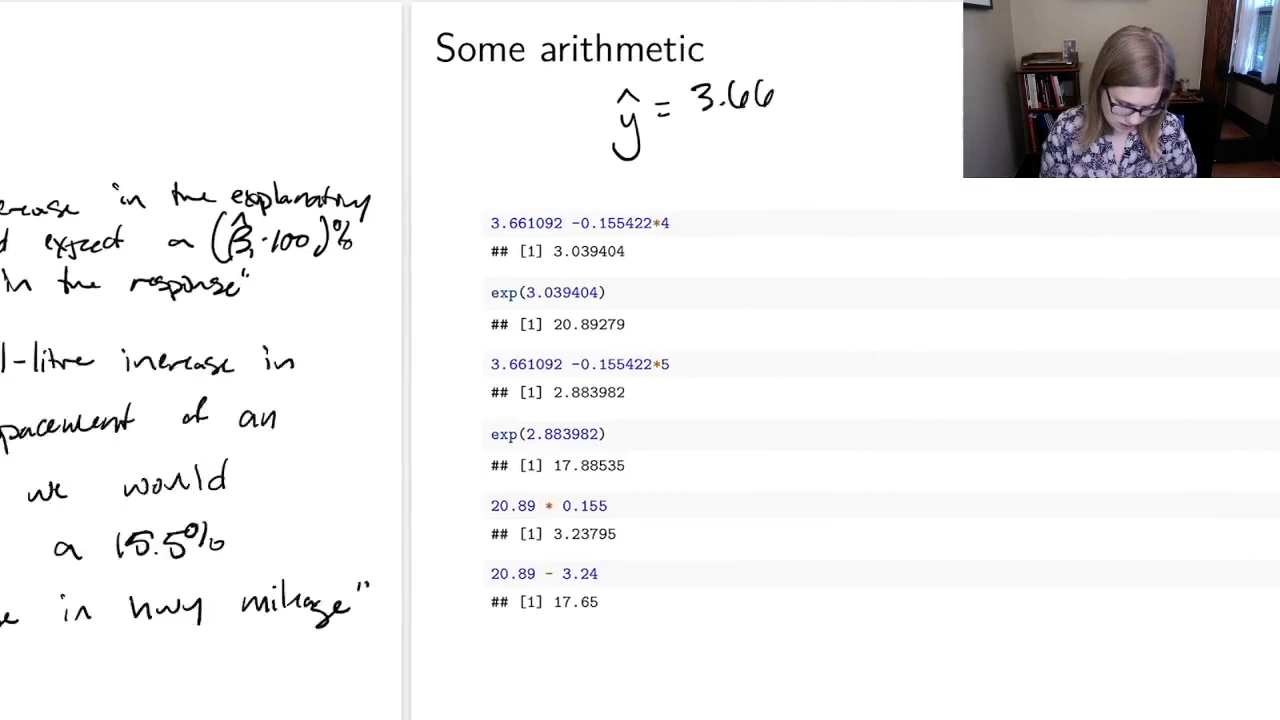 crease in the explanatory
d expect a (β̂₁·100)%
in the response"
1-litre increase in
placement of an
we would
a 15.5%
se in hwy mileage"
Some arithmetic
ŷ = 3.66
3.661092 -0.155422*4
## [1] 3.039404
exp(3.039404)
## [1] 20.89279
3.661092 -0.155422*5
## [1] 2.883982
exp(2.883982)
## [1] 17.88535
20.89 * 0.155
## [1] 3.23795
20.89 - 3.24
## [1] 17.65